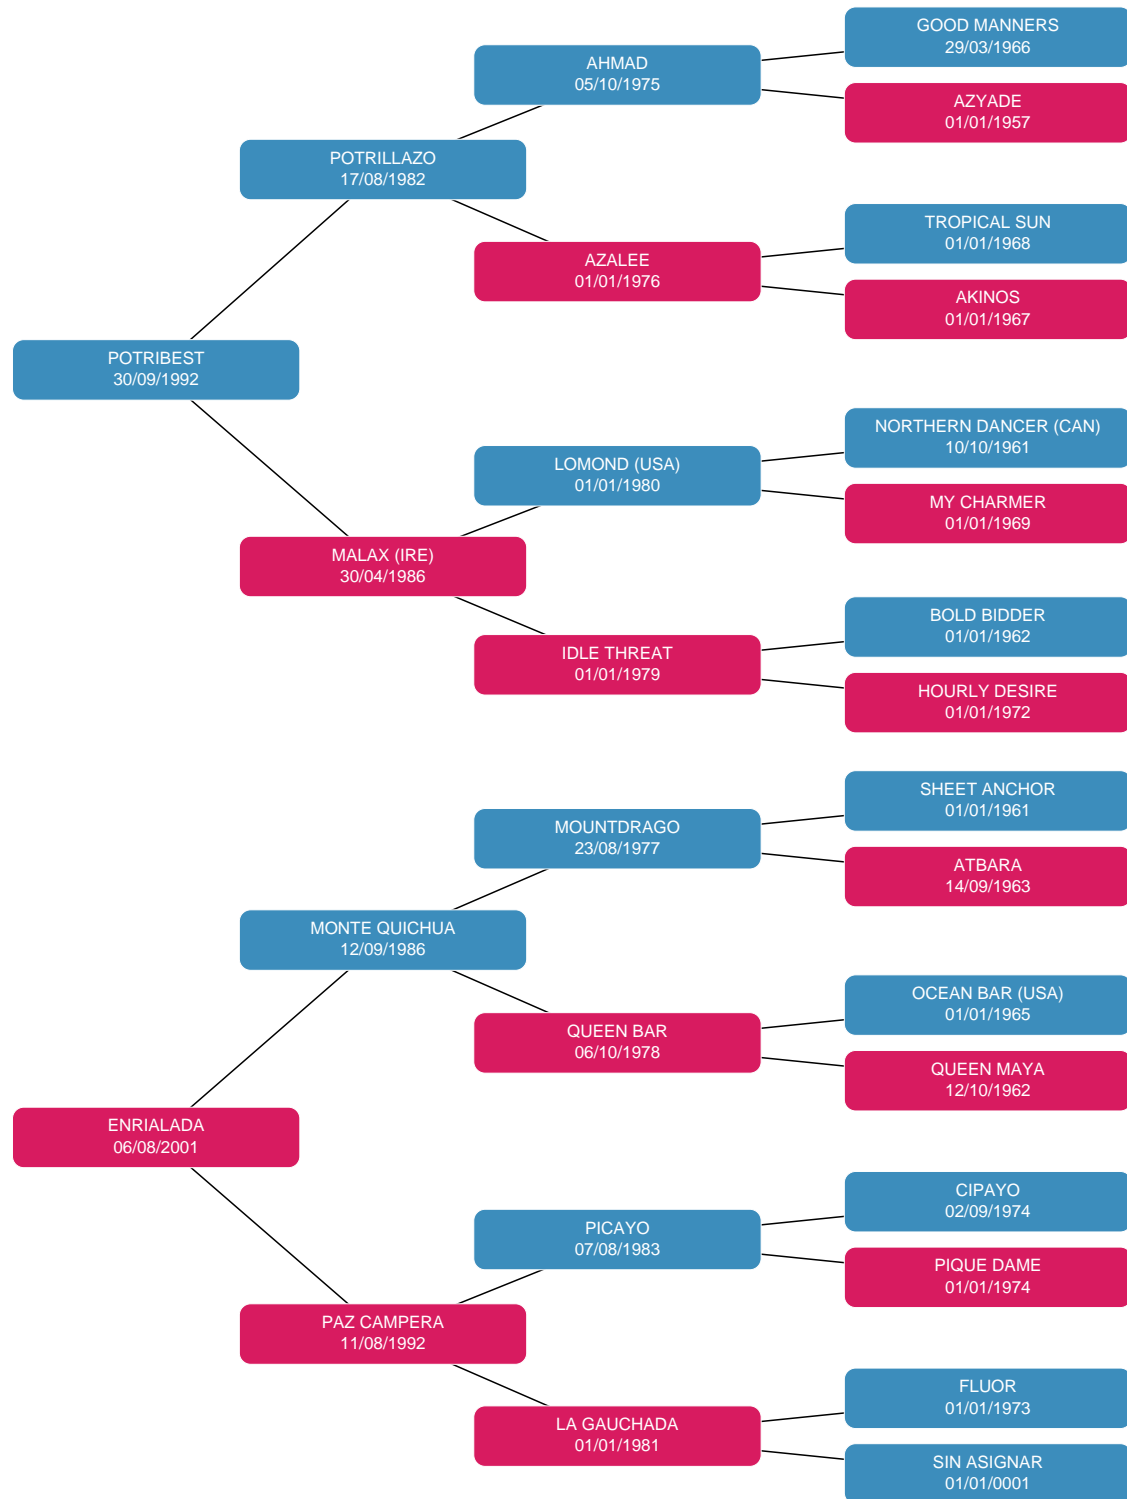 GOOD MANNERS
29/03/1966
AHMAD
05/10/1975
AZYADE
01/01/1957
POTRILLAZO
17/08/1982
TROPICAL SUN
01/01/1968
AZALEE
01/01/1976
AKINOS
01/01/1967
POTRIBEST
30/09/1992
NORTHERN DANCER (CAN)
10/10/1961
LOMOND (USA)
01/01/1980
MY CHARMER
01/01/1969
MALAX (IRE)
30/04/1986
BOLD BIDDER
01/01/1962
IDLE THREAT
01/01/1979
HOURLY DESIRE
01/01/1972
SHEET ANCHOR
01/01/1961
MOUNTDRAGO
23/08/1977
ATBARA
14/09/1963
MONTE QUICHUA
12/09/1986
OCEAN BAR (USA)
01/01/1965
QUEEN BAR
06/10/1978
QUEEN MAYA
12/10/1962
ENRIALADA
06/08/2001
CIPAYO
02/09/1974
PICAYO
07/08/1983
PIQUE DAME
01/01/1974
PAZ CAMPERA
11/08/1992
FLUOR
01/01/1973
LA GAUCHADA
01/01/1981
SIN ASIGNAR
01/01/0001